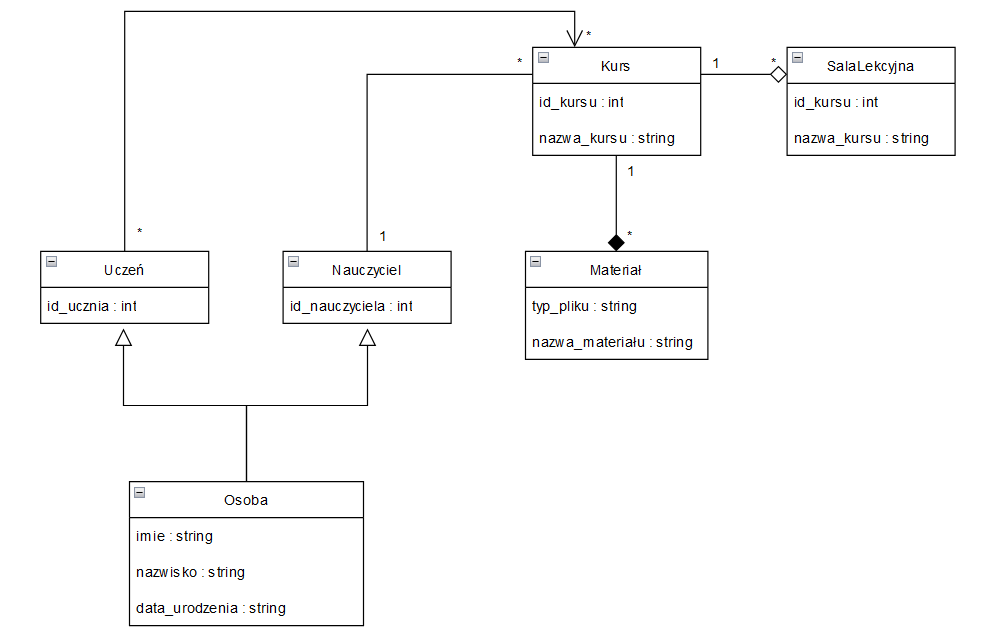 *
*
Kurs
1
*
SalaLekcyjna
id_kursu : int
nazwa_kursu : string
id_kursu : int
nazwa_kursu : string
1
*
1
*
Uczeń
id_ucznia : int
Nauczyciel
id_nauczyciela : int
Materiał
typ_pliku : string
nazwa_materiału : string
Osoba
imie : string
nazwisko : string
data_urodzenia : string